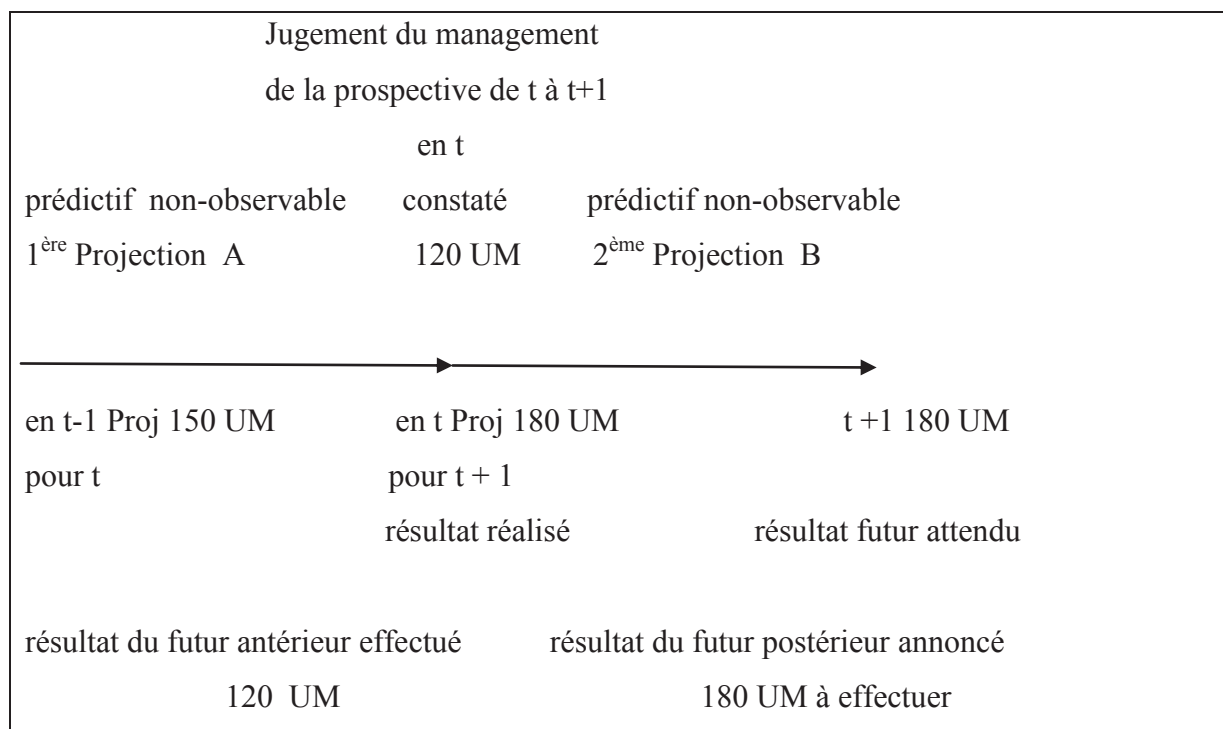 Jugement du management
de la prospective de t à t+1
en t
prédictif non-observable constaté prédictif non-observable
1ère Projection A 120 UM 2ème Projection B
en t-1 Proj 150 UM en t Proj 180 UM t +1 180 UM
pour t pour t + 1
résultat réalisé résultat futur attendu
résultat du futur antérieur effectué résultat du futur postérieur annoncé
120 UM 180 UM à effectuer